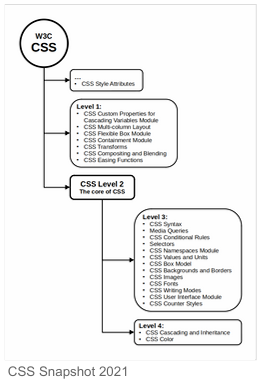 W3C
CSS
...
• CSS Style Attributes
Level 1:
• CSS Custom Properties for
Cascading Variables Module
• CSS Multi-column Layout
• CSS Flexible Box Module
• CSS Containment Module
• CSS Transforms
• CSS Compositing and Blending
• CSS Easing Functions
CSS Level 2
The core of CSS
Level 3:
• CSS Syntax
• Media Queries
• CSS Conditional Rules
• Selectors
• CSS Namespaces Module
• CSS Values and Units
• CSS Box Model
• CSS Backgrounds and Borders
• CSS Images
• CSS Fonts
• CSS Writing Modes
• CSS User Interface Module
• CSS Counter Styles
Level 4:
• CSS Cascading and Inheritance
• CSS Color
CSS Snapshot 2021